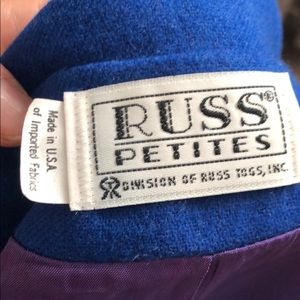 Made in U.S.A.
of Imported Fabrics
RUSS®
PETITES
DIVISION OF RUSS TOGS, INC.